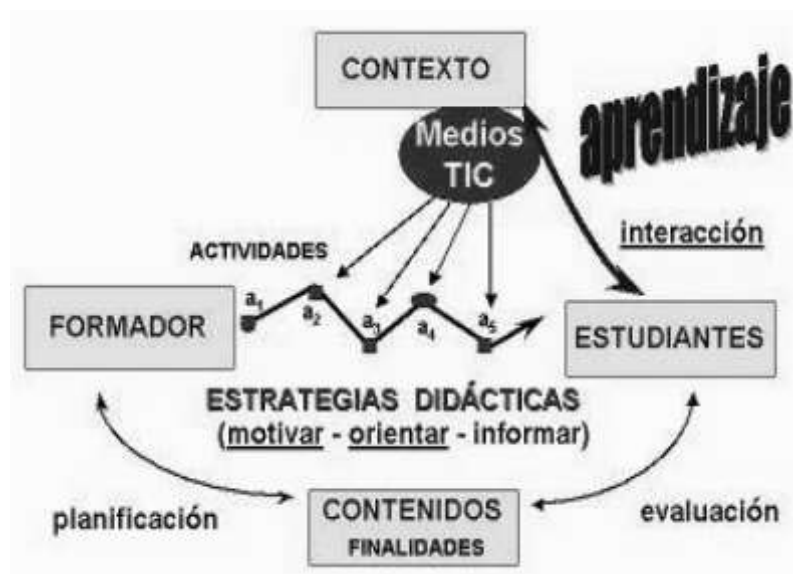 CONTEXTO
aprendizaje
Medios
TIC
interacción
ACTIVIDADES
a1
a2
a3
a4
a5
FORMADOR
ESTUDIANTES
ESTRATEGIAS DIDÁCTICAS
(motivar - orientar - informar)
planificación
CONTENIDOS
FINALIDADES
evaluación